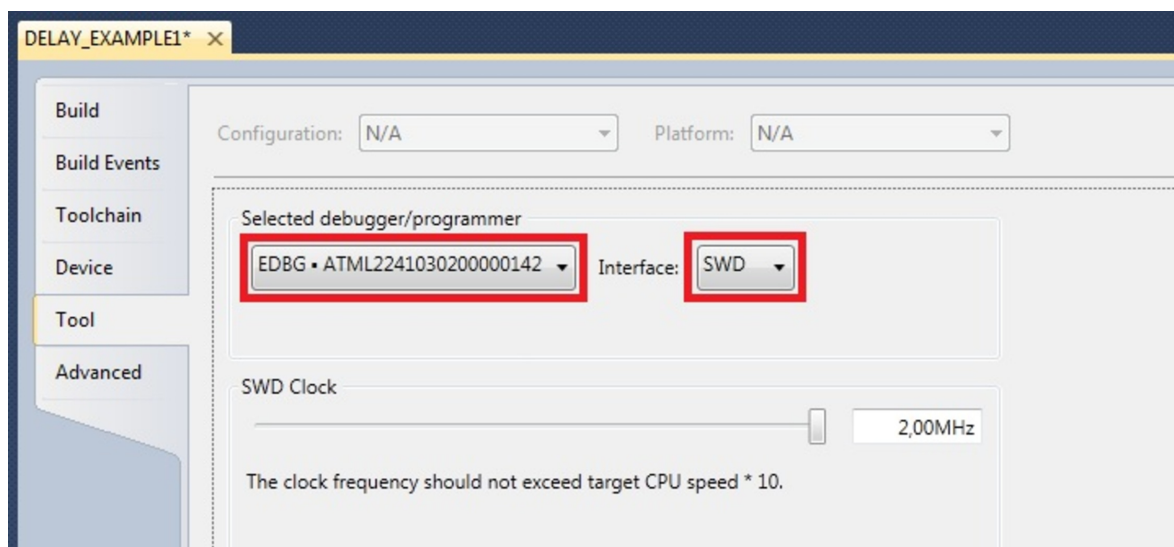 DELAY_EXAMPLE1*
Build
Build Events
Toolchain
Device
Tool
Advanced
Configuration: N/A Platform: N/A
Selected debugger/programmer
EDBG • ATML2241030200000142 Interface: SWD
SWD Clock
2,00MHz
The clock frequency should not exceed target CPU speed * 10.